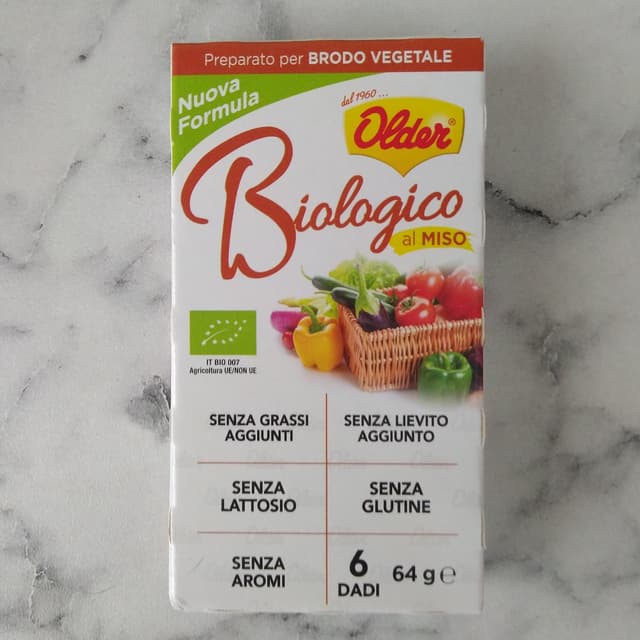 Preparato per BRODO VEGETALE
Nuova
Formula
dal 1960 ...
Older®
Biologico
al MISO
IT BIO 007
Agricoltura UE/NON UE
SENZA GRASSI
AGGIUNTI
SENZA LIEVITO
AGGIUNTO
SENZA
LATTOSIO
SENZA
GLUTINE
SENZA
AROMI
6
DADI
64 g ℮